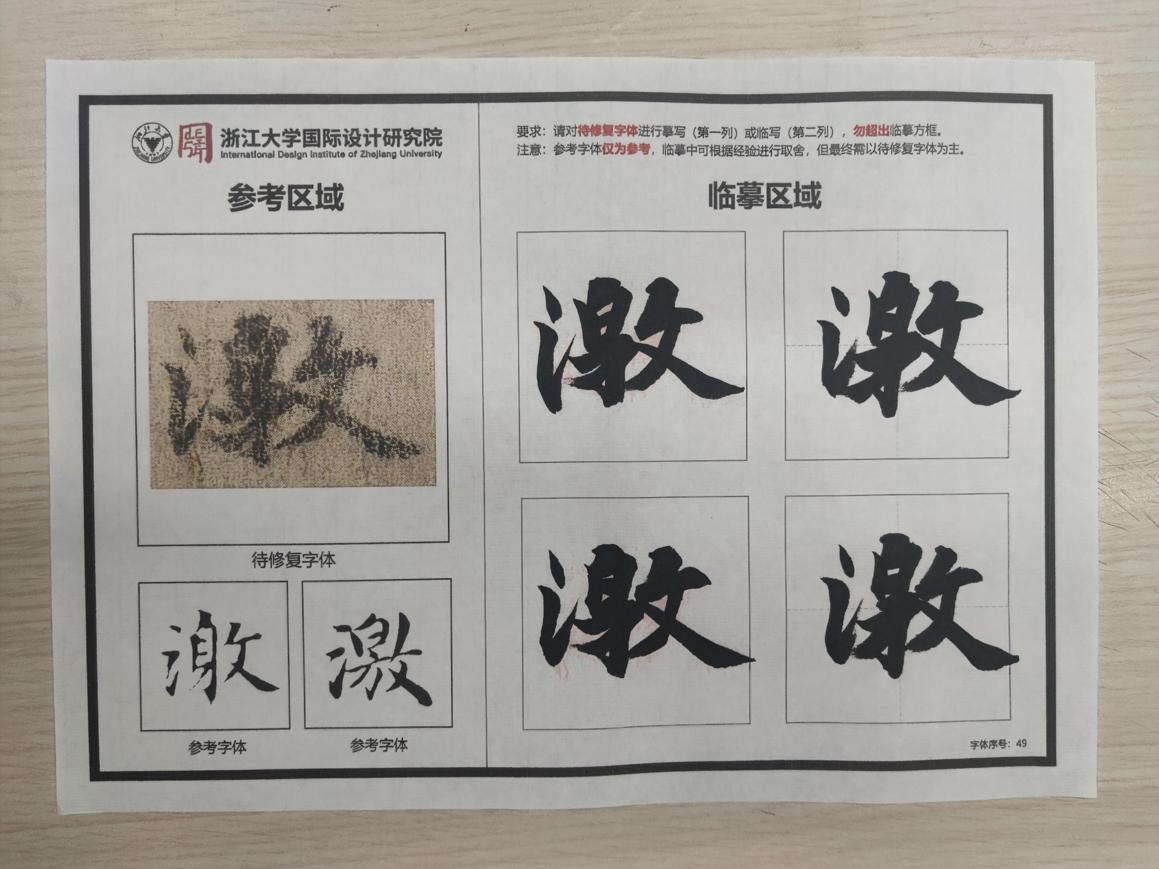 浙江大学国际设计研究院
International Design Institute of Zhejiang University
参考区域
待修复字体
参考字体
参考字体
要求：请对待修复字体进行摹写（第一列）或临写（第二列），勿超出临摹方框。
注意：参考字体仅为参考，临摹中可根据经验进行取舍，但最终需以待修复字体为主。
临摹区域
激
激
激
激
激
激
激
字体序号：49